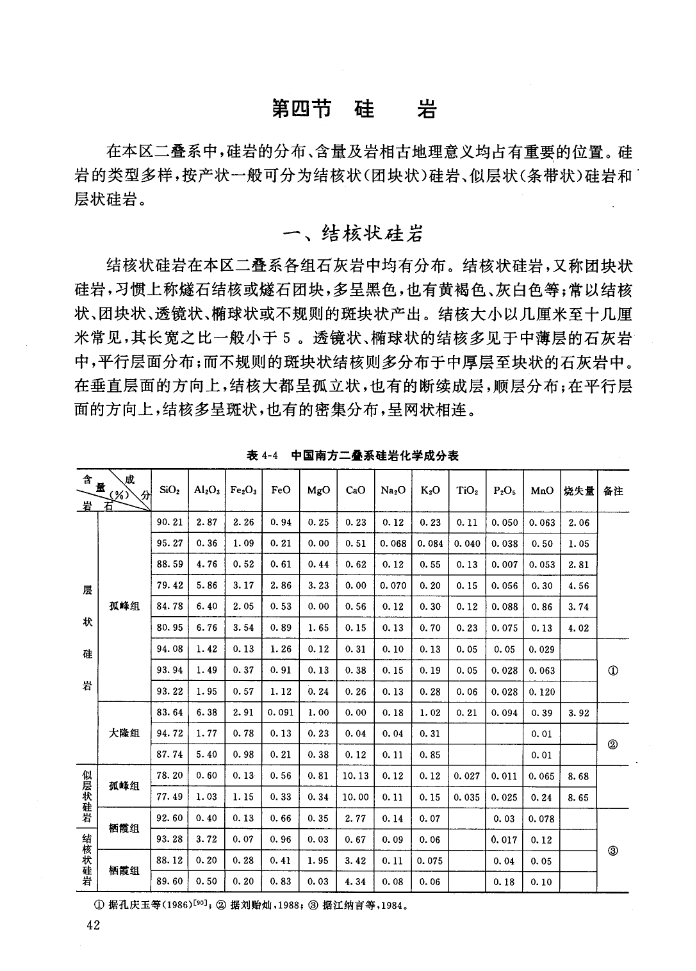 第四节　硅　　岩
在本区二叠系中,硅岩的分布、含量及岩相古地理意义均占有重要的位置。硅
岩的类型多样,按产状一般可分为结核状(团块状)硅岩、似层状(条带状)硅岩和
层状硅岩。
一、结核状硅岩
结核状硅岩在本区二叠系各组石灰岩中均有分布。结核状硅岩,又称团块状
硅岩,习惯上称燧石结核或燧石团块,多呈黑色,也有黄褐色、灰白色等;常以结核
状、团块状、透镜状、椭球状或不规则的斑块状产出。结核大小以几厘米至十几厘
米常见,其长宽之比一般小于 5 。透镜状、椭球状的结核多见于中薄层的石灰岩
中,平行层面分布;而不规则的斑块状结核则多分布于中厚层至块状的石灰岩中。
在垂直层面的方向上,结核大都呈孤立状,也有的断续成层,顺层分布;在平行层
面的方向上,结核多呈斑状,也有的密集分布,呈网状相连。
表 4-4　中国南方二叠系硅岩化学成分表
含量(%) 成分 岩石 SiO₂ Al₂O₃ Fe₂O₃ FeO MgO CaO Na₂O K₂O TiO₂ P₂O₅ MnO 烧失量 备注
层状硅岩 孤峰组 90.21 2.87 2.26 0.94 0.25 0.23 0.12 0.23 0.11 0.050 0.063 2.06
95.27 0.36 1.09 0.21 0.00 0.51 0.068 0.084 0.040 0.038 0.50 1.05
88.59 4.76 0.52 0.61 0.44 0.62 0.12 0.55 0.13 0.007 0.053 2.81
79.42 5.86 3.17 2.86 3.23 0.00 0.070 0.20 0.15 0.056 0.30 4.56
84.78 6.40 2.05 0.53 0.00 0.56 0.12 0.30 0.12 0.088 0.86 3.74
80.95 6.76 3.54 0.89 1.65 0.15 0.13 0.70 0.23 0.075 0.13 4.02
94.08 1.42 0.13 1.26 0.12 0.31 0.10 0.13 0.05 0.05 0.029
93.94 1.49 0.37 0.91 0.13 0.38 0.15 0.19 0.05 0.028 0.063 ①
93.22 1.95 0.57 1.12 0.24 0.26 0.13 0.28 0.06 0.028 0.120
大隆组 83.64 6.38 2.91 0.091 1.00 0.00 0.18 1.02 0.21 0.094 0.39 3.92
94.72 1.77 0.78 0.13 0.23 0.04 0.04 0.31 0.01 ②
87.74 5.40 0.98 0.21 0.38 0.12 0.11 0.85 0.01
似层状硅岩 孤峰组 78.20 0.60 0.13 0.56 0.81 10.13 0.12 0.12 0.027 0.011 0.065 8.68
77.49 1.03 1.15 0.33 0.34 10.00 0.11 0.15 0.035 0.025 0.24 8.65
栖霞组 92.60 0.40 0.13 0.66 0.35 2.77 0.14 0.07 0.03 0.078
结核状硅岩 93.28 3.72 0.07 0.96 0.03 0.67 0.09 0.06 0.017 0.12 ③
栖霞组 88.12 0.20 0.28 0.41 1.95 3.42 0.11 0.075 0.04 0.05
89.60 0.50 0.20 0.83 0.03 4.34 0.08 0.06 0.18 0.10
① 据孔庆玉等(1986)[90]; ② 据刘贻灿,1988; ③ 据江纳言等,1984。
42